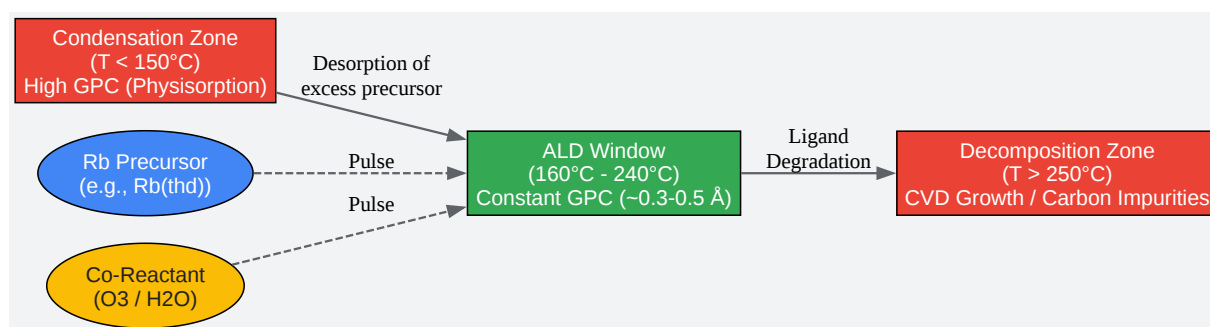 Condensation Zone
(T < 150°C)
High GPC (Physisorption)
Desorption of
excess precursor
Rb Precursor
(e.g., Rb(thd))
Pulse
Pulse
Co-Reactant
(O3 / H2O)
ALD Window
(160°C - 240°C)
Constant GPC (~0.3-0.5 Å)
Ligand
Degradation
Decomposition Zone
(T > 250°C)
CVD Growth / Carbon Impurities